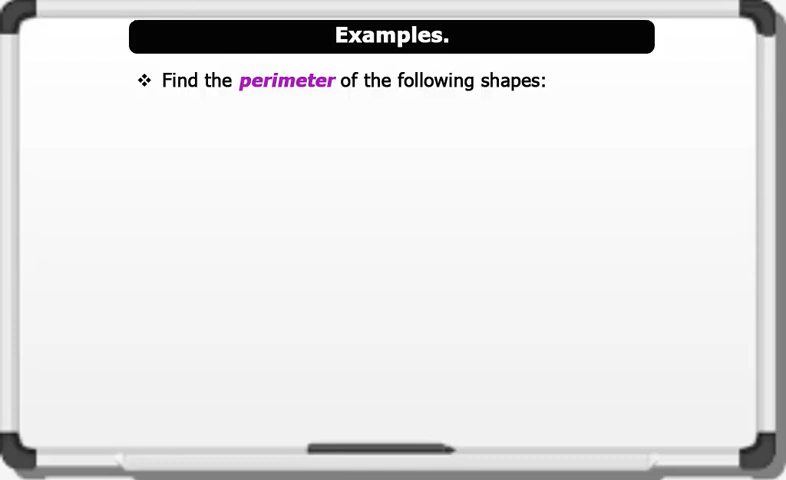 Examples.
❖ Find the perimeter of the following shapes: